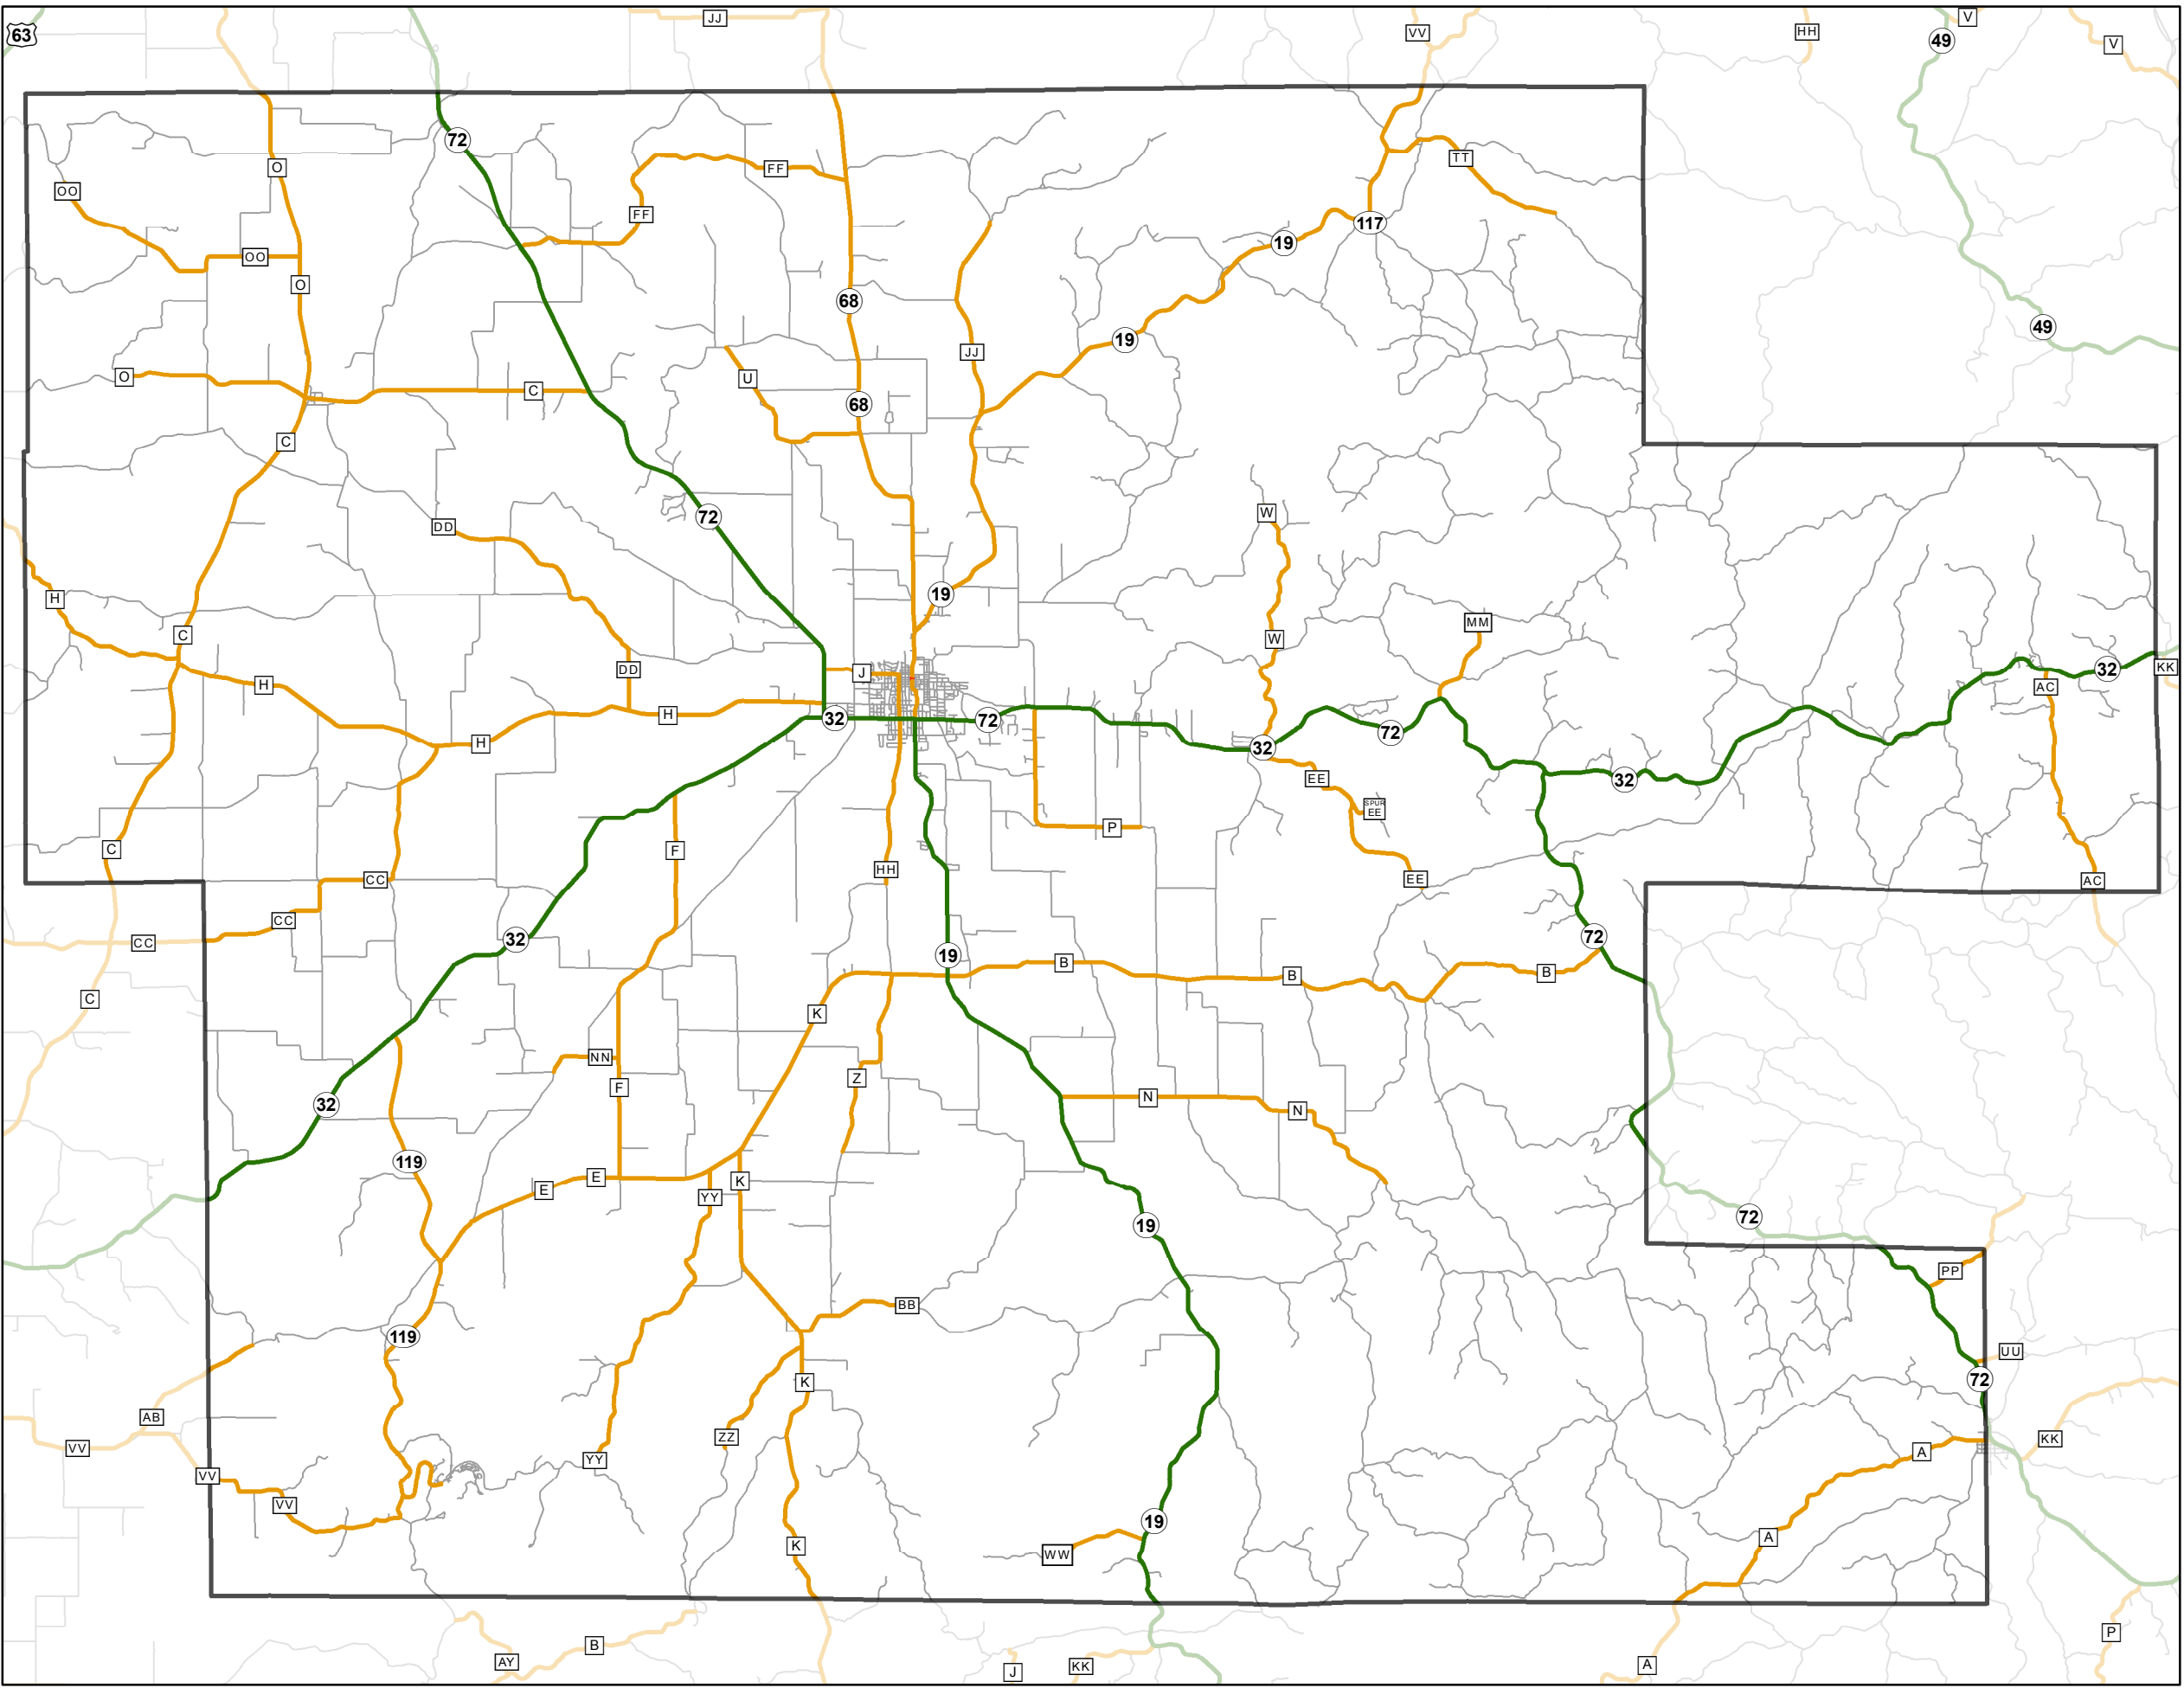 JJ
V
HH
VV
63
49
V
72
TT
O
FF
OO
FF
117
19
OO
O
68
49
19
JJ
O
U
C
68
C
W
72
DD
19
H
MM
C
W
KK
DD
J
32
H
AC
H
32
72
72
H
32
EE
32
SPUR
EE
P
C
F
HH
EE
CC
AC
CC
72
32
CC
19
B
B
B
C
K
NN
Z
F
N
32
N
119
E
K
E
YY
72
19
PP
BB
119
UU
72
K
AB
ZZ
KK
VV
A
YY
VV
VV
19
A
K
WW
P
B
AY
A
KK
J